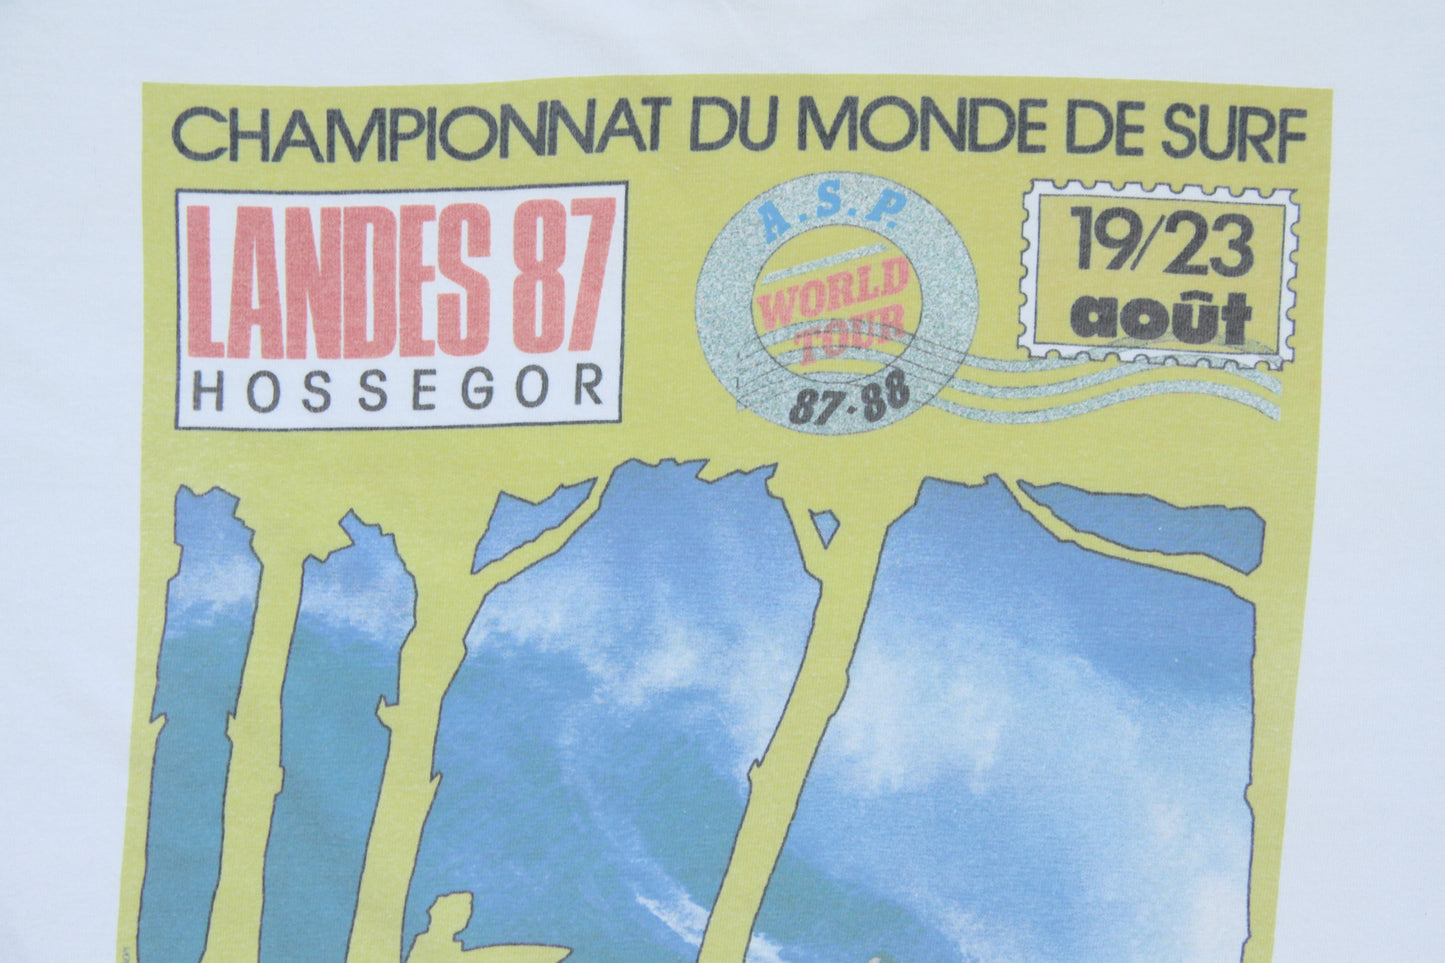 CHAMPIONNAT DU MONDE DE SURF
LANDES 87
HOSSEGOR
A.S.P.
WORLD
TOUR
87-88
19/23
août